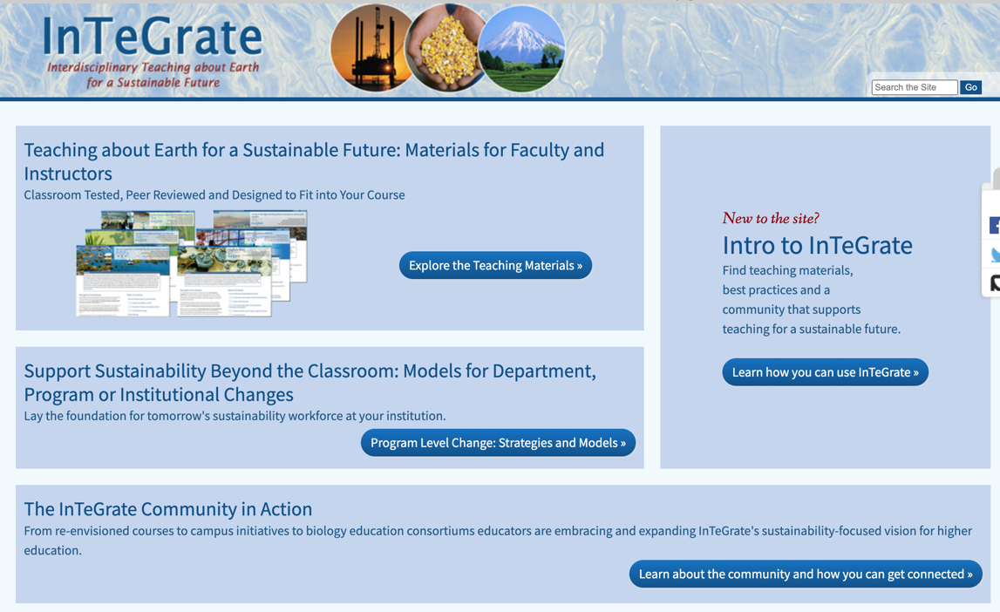 InTeGrate
Interdisciplinary Teaching about Earth
for a Sustainable Future
Search the Site
Go
Teaching about Earth for a Sustainable Future: Materials for Faculty and
Instructors
Classroom Tested, Peer Reviewed and Designed to Fit into Your Course
Explore the Teaching Materials »
New to the site?
Intro to InTeGrate
Find teaching materials,
best practices and a
community that supports
teaching for a sustainable future.
Learn how you can use InTeGrate »
Support Sustainability Beyond the Classroom: Models for Department,
Program or Institutional Changes
Lay the foundation for tomorrow's sustainability workforce at your institution.
Program Level Change: Strategies and Models »
The InTeGrate Community in Action
From re-envisioned courses to campus initiatives to biology education consortiums educators are embracing and expanding InTeGrate's sustainability-focused vision for higher
education.
Learn about the community and how you can get connected »